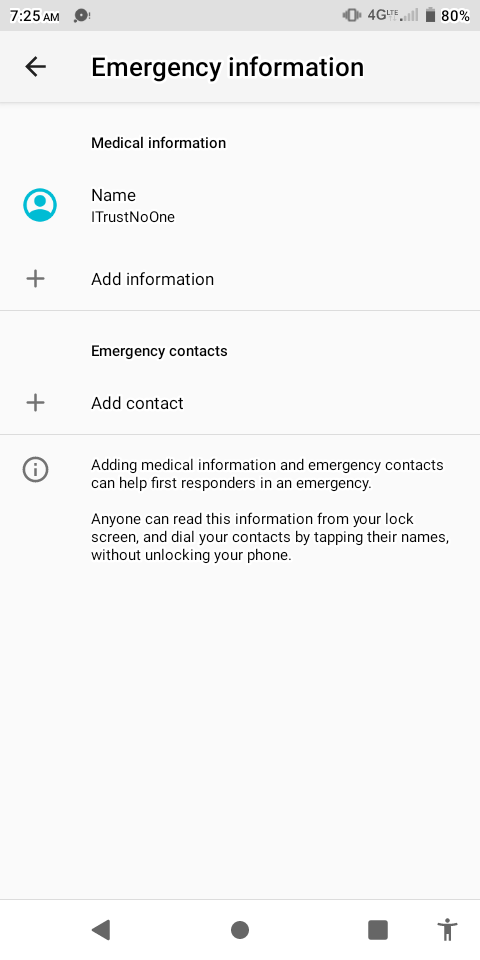 7:25 AM
4G LTE 80%
Emergency information
Medical information
Name
ITrustNoOne
Add information
Emergency contacts
Add contact
Adding medical information and emergency contacts
can help first responders in an emergency.
Anyone can read this information from your lock
screen, and dial your contacts by tapping their names,
without unlocking your phone.